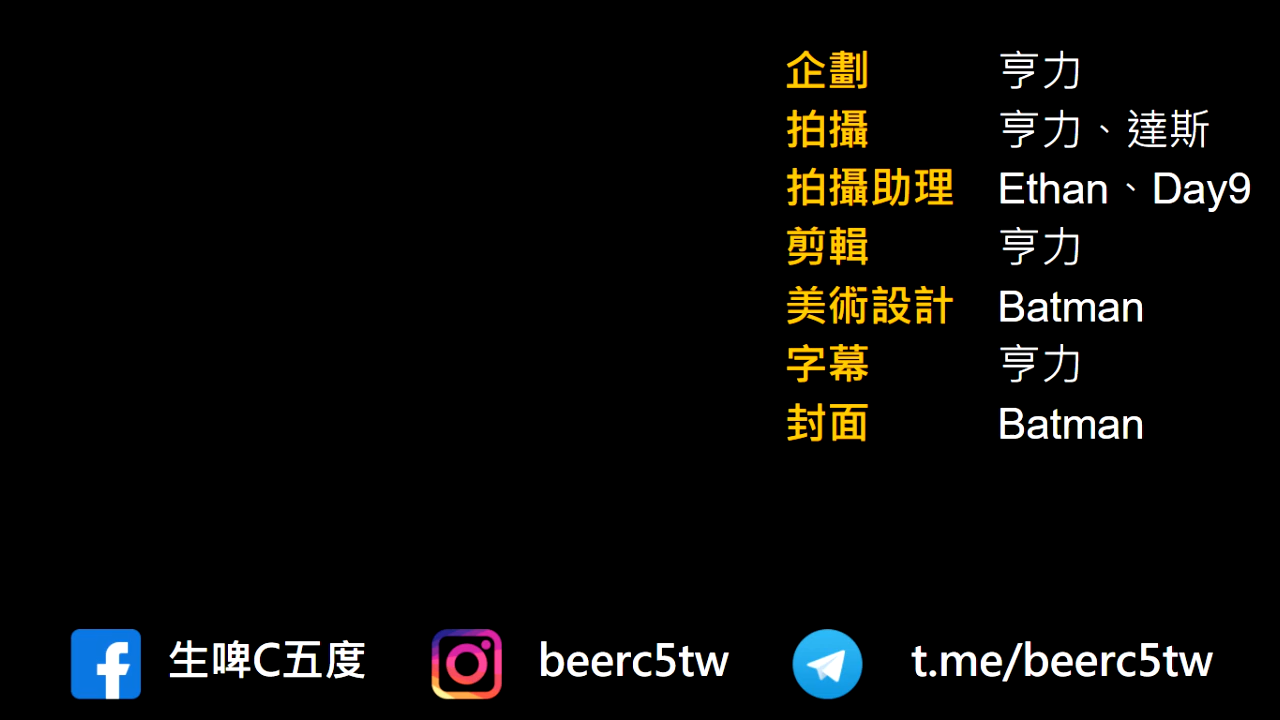 企劃 亨力
拍攝 亨力、達斯
拍攝助理 Ethan、Day9
剪輯 亨力
美術設計 Batman
字幕 亨力
封面 Batman
生啤C五度 beerc5tw t.me/beerc5tw